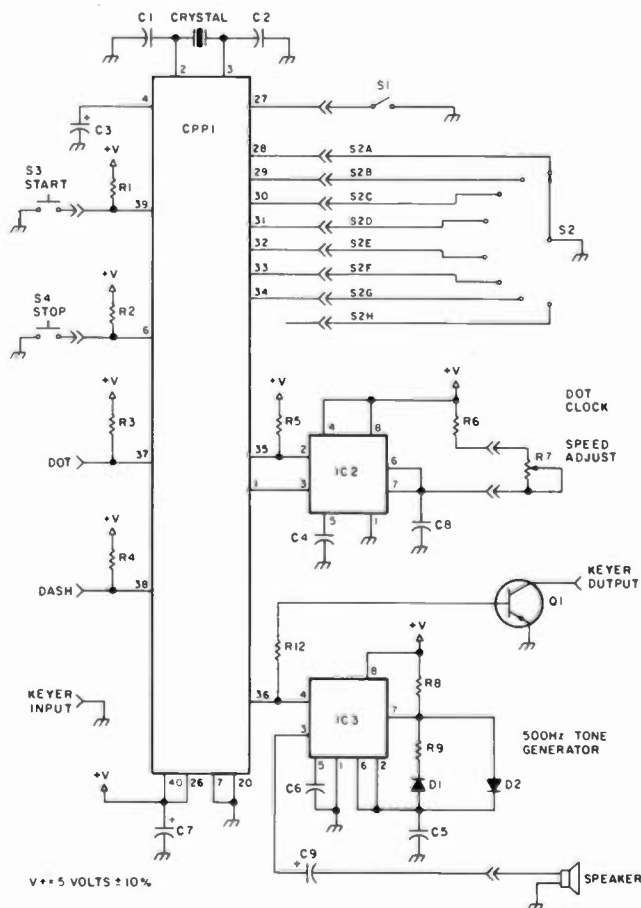 C1 CRYSTAL C2
2 3
4 27 S1
CPP1
C3
+V
28 S2A
S3
START
R1
29 S2B
30 S2C
39
31 S2D
S2
+V
32 S2E
S4
STOP
R2
33 S2F
34 S2G
6
S2H
+V
+V
+V
DOT
CLOCK
R3
R5
4 8
R6
SPEED
ADJUST
R7
DOT
37
35 2
6
IC2
1 3
7
+V
5 1
C4
C8
R4
DASH
38
KEYER
DUTPUT
Q1
R12
+V
8
R8
KEYER
INPUT
36 4
7
IC3
3
500Hz TONE
GENERATOR
R9
5 1 6 2
D1 D2
+V
40 26 7 20
C6
C5
+
C7
C9
+
V+= 5 VOLTS ± 10%
SPEAKER